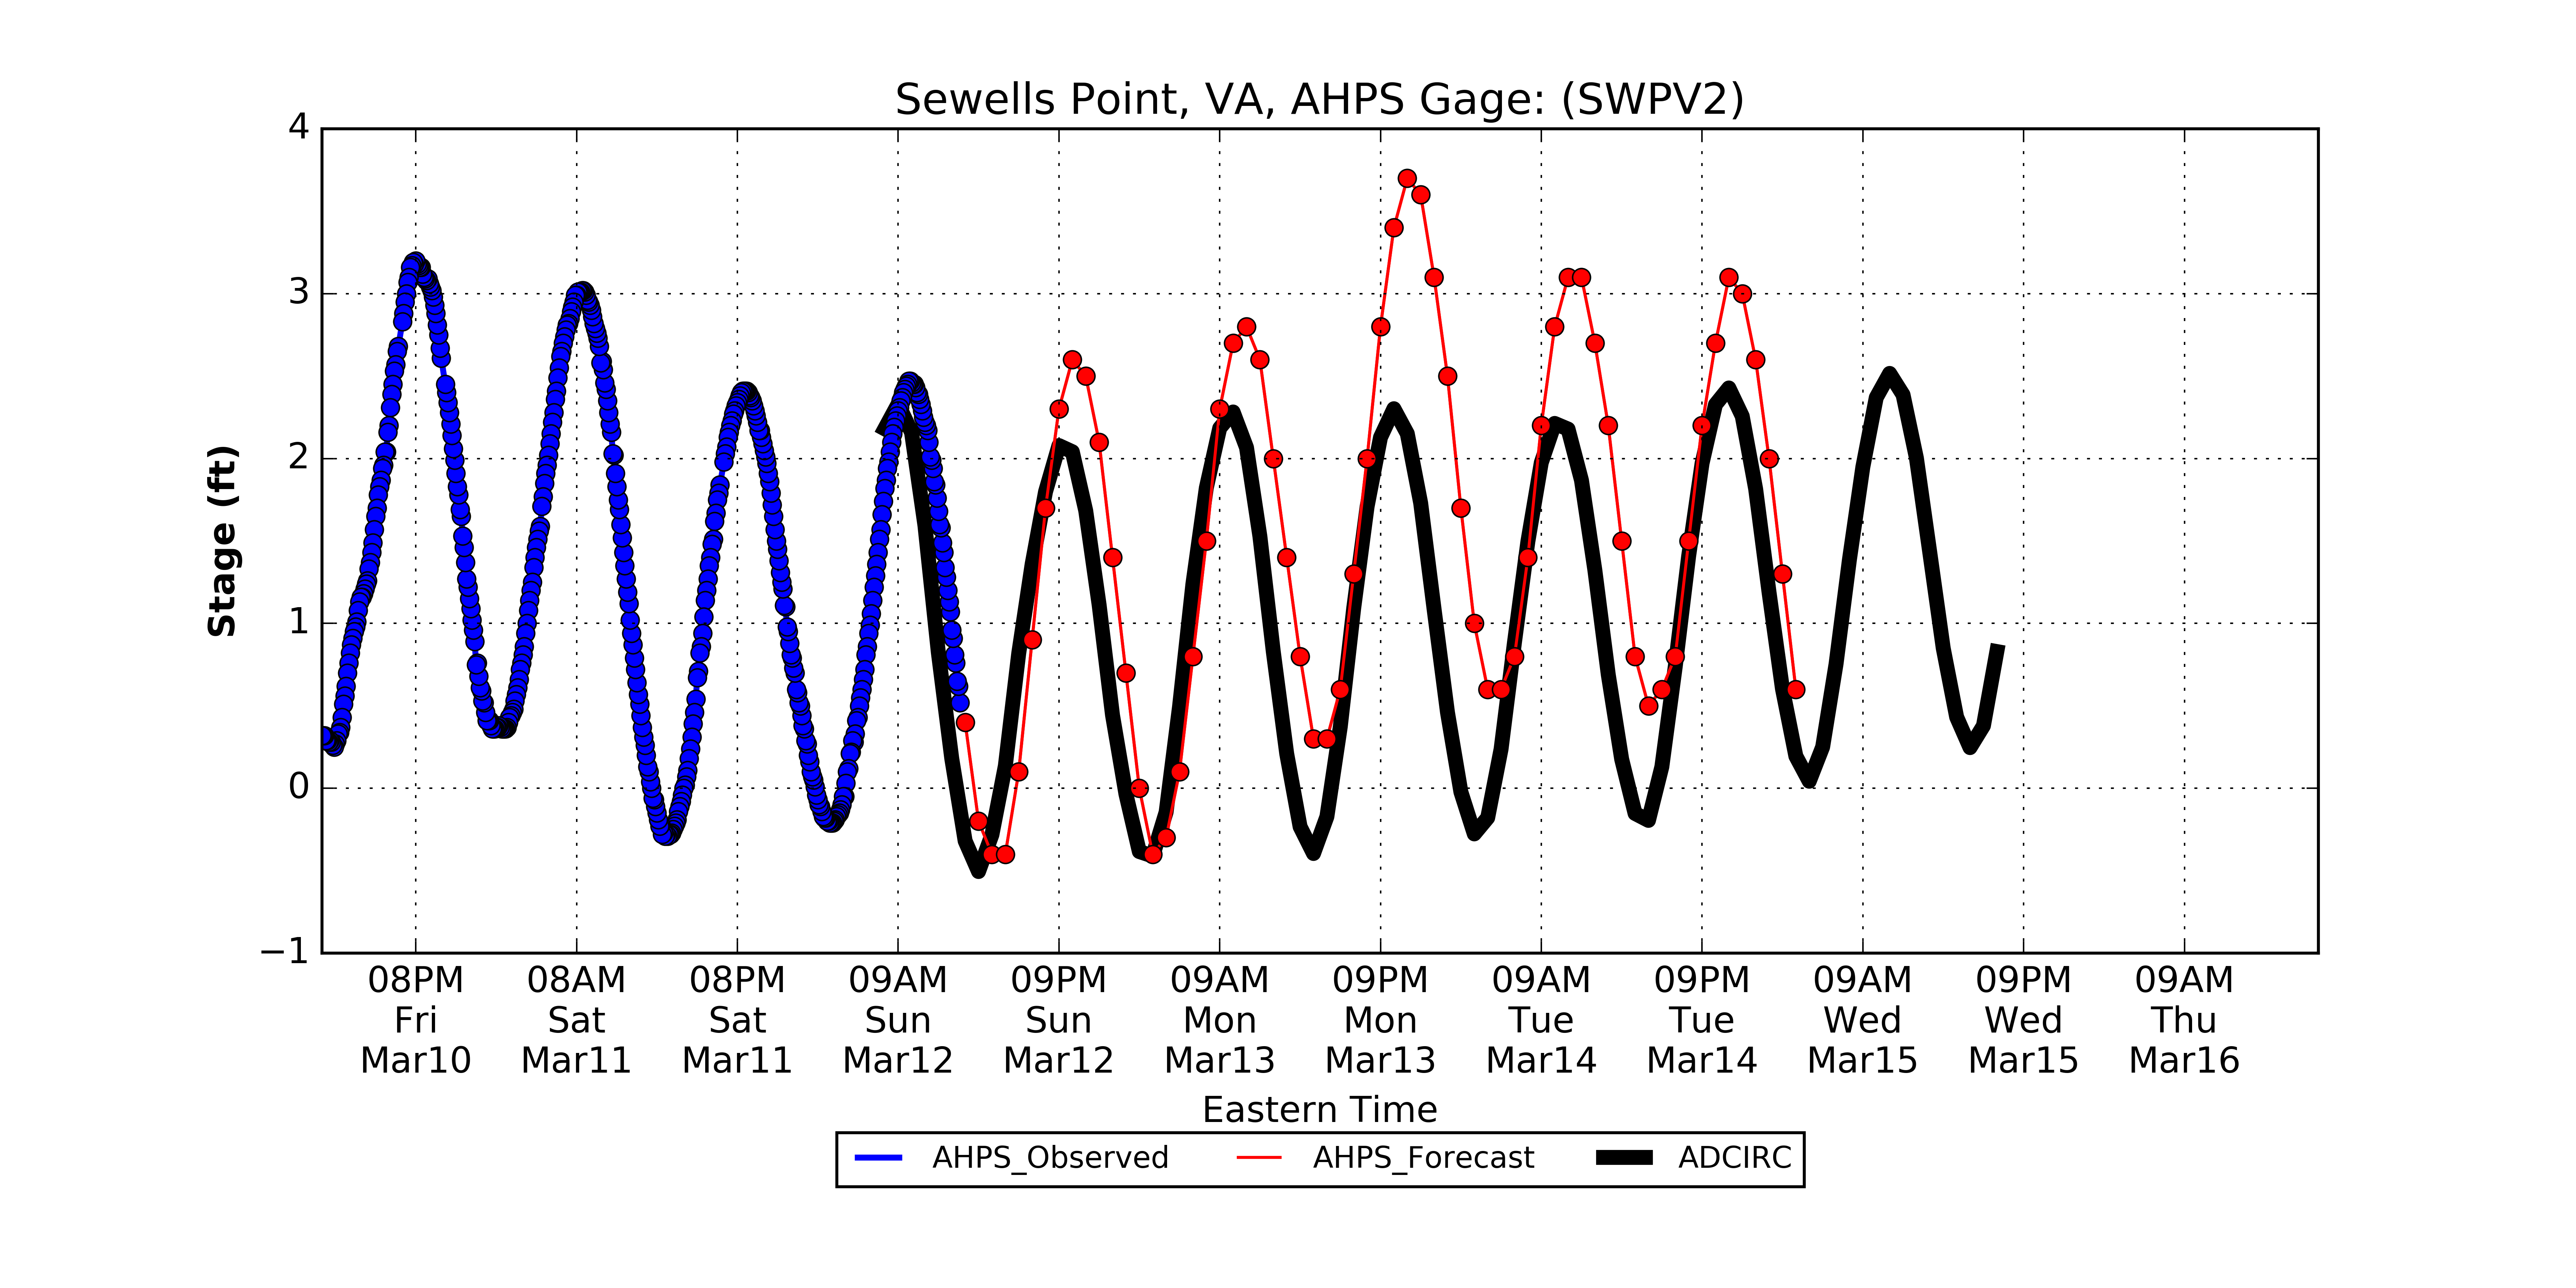 Sewells Point, VA, AHPS Gage: (SWPV2)
4
3
2
1
0
−1
Stage (ft)
08PM 08AM 08PM 09AM 09PM 09AM 09PM 09AM 09PM 09AM 09PM 09AM
Fri Sat Sat Sun Sun Mon Mon Tue Tue Wed Wed Thu
Mar10 Mar11 Mar11 Mar12 Mar12 Mar13 Mar13 Mar14 Mar14 Mar15 Mar15 Mar16
Eastern Time
AHPS_Observed AHPS_Forecast ADCIRC